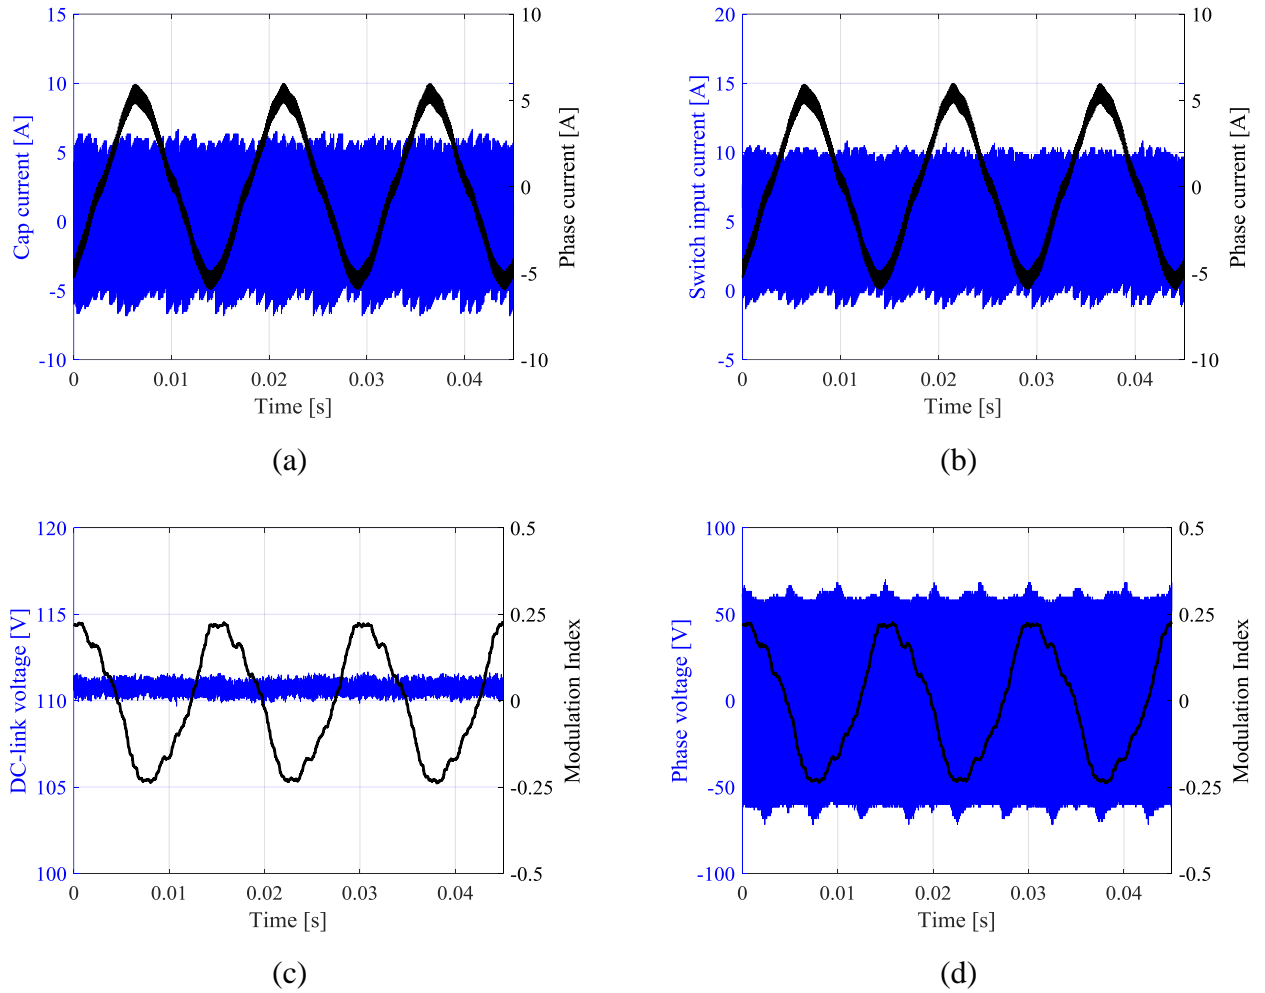 15
10
5
0
-5
-10
Cap current [A]
10
5
0
-5
-10
Phase current [A]
0 0.01 0.02 0.03 0.04
Time [s]
(a)
20
15
10
5
0
-5
Switch input current [A]
10
5
0
-5
-10
Phase current [A]
0 0.01 0.02 0.03 0.04
Time [s]
(b)
120
115
110
105
100
DC-link voltage [V]
0.5
0.25
0
-0.25
-0.5
Modulation Index
0 0.01 0.02 0.03 0.04
Time [s]
(c)
100
50
0
-50
-100
Phase voltage [V]
0.5
0.25
0
-0.25
-0.5
Modulation Index
0 0.01 0.02 0.03 0.04
Time [s]
(d)